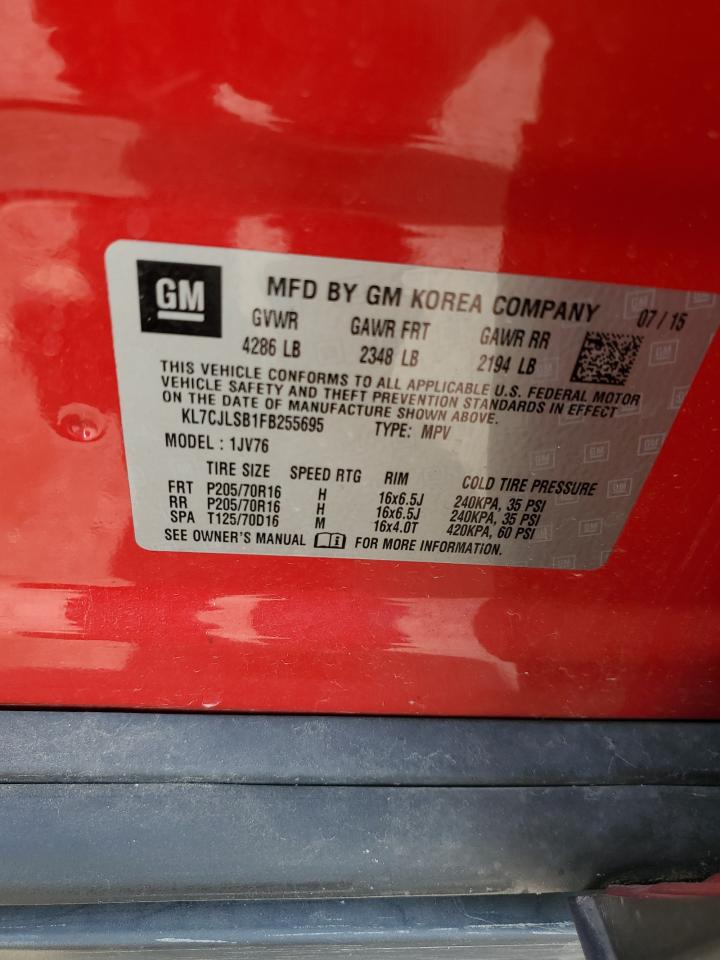 GM MFD BY GM KOREA COMPANY 07/15
GVWR GAWR FRT GAWR RR
4286 LB 2348 LB 2194 LB
THIS VEHICLE CONFORMS TO ALL APPLICABLE U.S. FEDERAL MOTOR
VEHICLE SAFETY AND THEFT PREVENTION STANDARDS IN EFFECT
ON THE DATE OF MANUFACTURE SHOWN ABOVE.
KL7CJLSB1FB255695 TYPE: MPV
MODEL : 1JV76
TIRE SIZE SPEED RTG RIM COLD TIRE PRESSURE
FRT P205/70R16 H 16x6.5J 240KPA, 35 PSI
RR P205/70R16 H 16x6.5J 240KPA, 35 PSI
SPA T125/70D16 M 16x4.0T 420KPA, 60 PSI
SEE OWNER'S MANUAL FOR MORE INFORMATION.